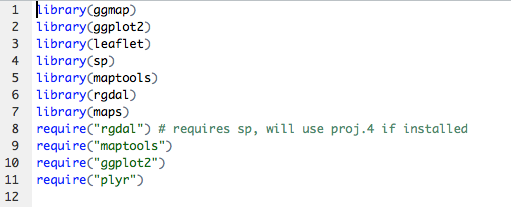 1 library(ggmap)
2 library(ggplot2)
3 library(leaflet)
4 library(sp)
5 library(maptools)
6 library(rgdal)
7 library(maps)
8 require("rgdal") # requires sp, will use proj.4 if installed
9 require("maptools")
10 require("ggplot2")
11 require("plyr")
12